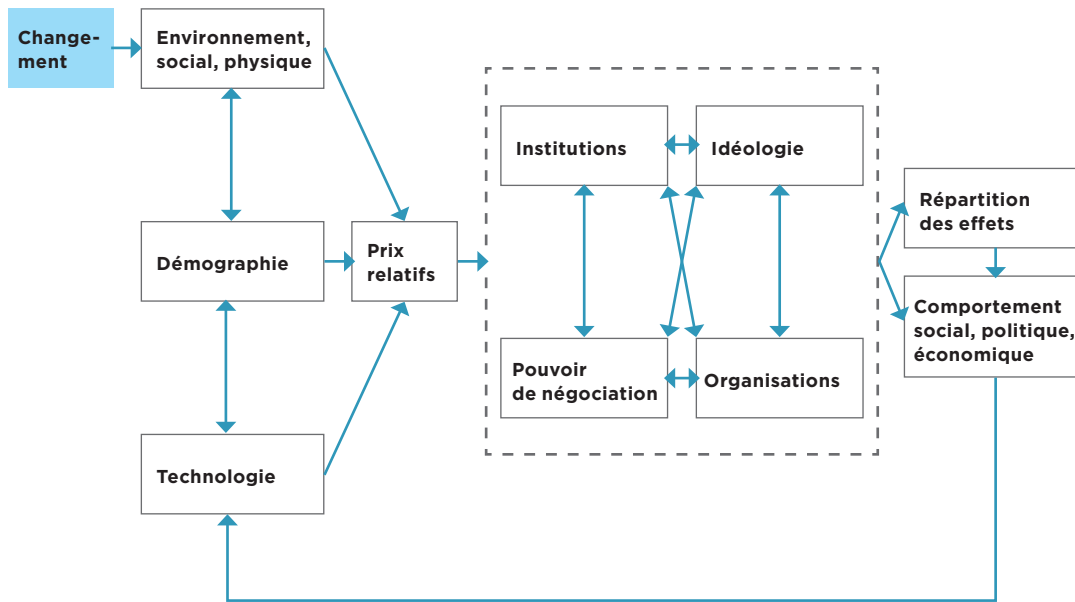 Change-
ment
Environnement,
social, physique
Démographie
Technologie
Prix
relatifs
Institutions
Idéologie
Pouvoir
de négociation
Organisations
Répartition
des effets
Comportement
social, politique,
économique